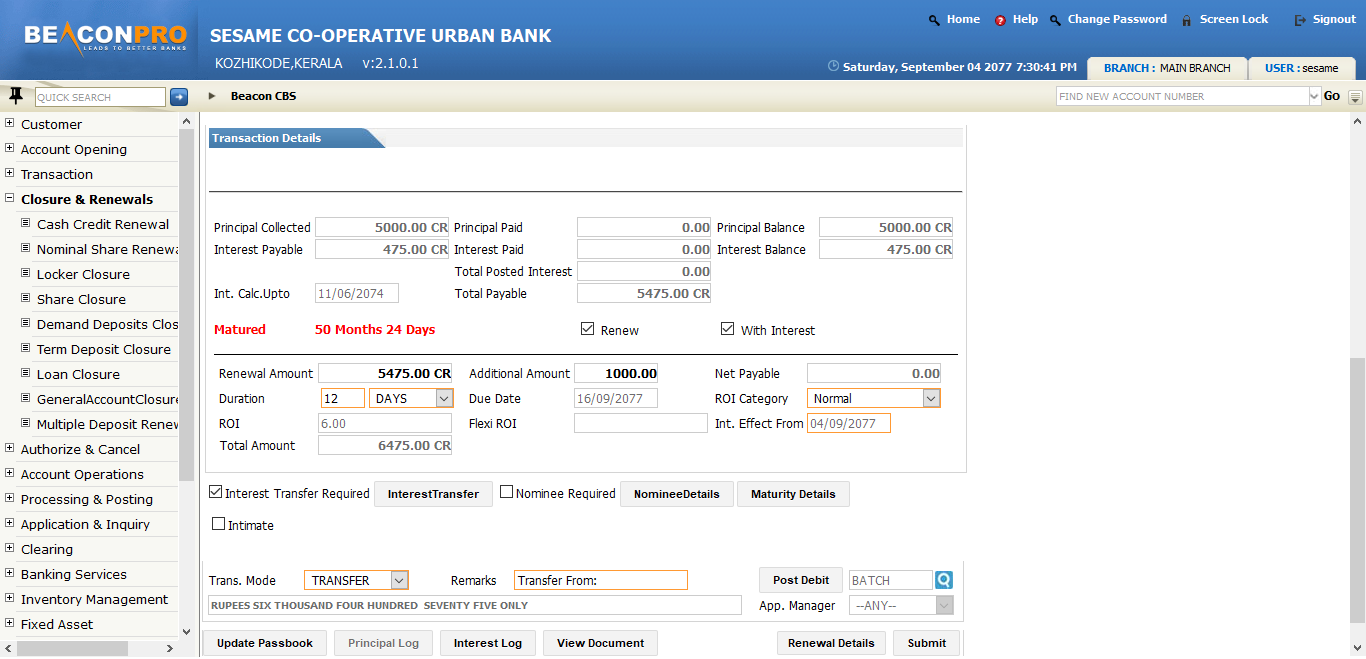 BEACONPRO
LEADS TO BETTER BANKS
SESAME CO-OPERATIVE URBAN BANK
KOZHIKODE,KERALA v:2.1.0.1
Home Help Change Password Screen Lock Signout
Saturday, September 04 2077 7:30:41 PM BRANCH : MAIN BRANCH USER : sesame
QUICK SEARCH Beacon CBS FIND NEW ACCOUNT NUMBER Go
Customer
Account Opening
Transaction
Closure & Renewals
Cash Credit Renewal
Nominal Share Renewa
Locker Closure
Share Closure
Demand Deposits Clos
Term Deposit Closure
Loan Closure
GeneralAccountClosure
Multiple Deposit Renew
Authorize & Cancel
Account Operations
Processing & Posting
Application & Inquiry
Clearing
Banking Services
Inventory Management
Fixed Asset
Transaction Details
Principal Collected 5000.00 CR Principal Paid 0.00 Principal Balance 5000.00 CR
Interest Payable 475.00 CR Interest Paid 0.00 Interest Balance 475.00 CR
Total Posted Interest 0.00
Int. Calc.Upto 11/06/2074 Total Payable 5475.00 CR
Matured 50 Months 24 Days Renew With Interest
Renewal Amount 5475.00 CR Additional Amount 1000.00 Net Payable 0.00
Duration 12 DAYS Due Date 16/09/2077 ROI Category Normal
ROI 6.00 Flexi ROI Int. Effect From 04/09/2077
Total Amount 6475.00 CR
Interest Transfer Required InterestTransfer Nominee Required NomineeDetails Maturity Details
Intimate
Trans. Mode TRANSFER Remarks Transfer From: Post Debit BATCH
RUPEES SIX THOUSAND FOUR HUNDRED SEVENTY FIVE ONLY App. Manager --ANY--
Update Passbook Principal Log Interest Log View Document Renewal Details Submit